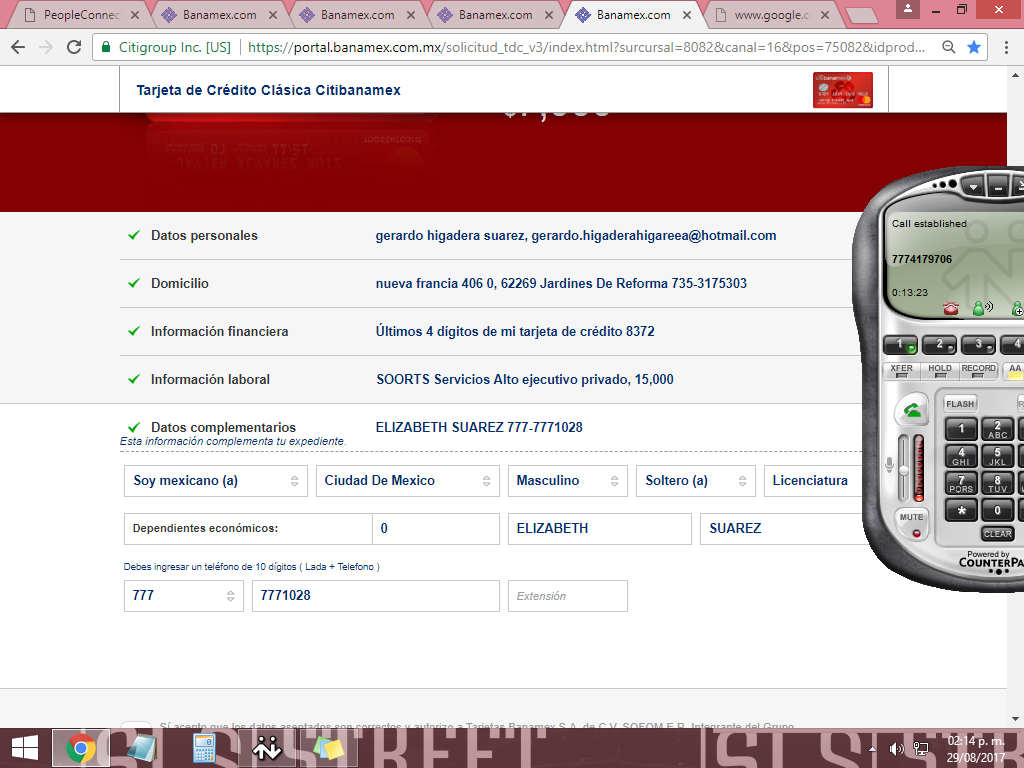 PeopleConnec
Banamex.com
Banamex.com
Banamex.com
Banamex.com
www.google.c
Citigroup Inc. [US]
https://portal.banamex.com.mx/solicitud_tdc_v3/index.html?sursursal=8082&canal=16&pos=75082&idprod...
Tarjeta de Crédito Clásica Citibanamex
Datos personales
gerardo higadera suarez, gerardo.higaderahigareea@hotmail.com
Domicilio
nueva francia 406 0, 62269 Jardines De Reforma 735-3175303
Información financiera
Últimos 4 dígitos de mi tarjeta de crédito 8372
Información laboral
SOORTS Servicios Alto ejecutivo privado, 15,000
Datos complementarios
ELIZABETH SUAREZ 777-7771028
Esta información complementa tu expediente.
Soy mexicano (a)
Ciudad De Mexico
Masculino
Soltero (a)
Licenciatura
Dependientes económicos:
0
ELIZABETH
SUAREZ
Debes ingresar un teléfono de 10 dígitos ( Lada + Telefono )
777
7771028
Extensión
Sí acepto que los datos asentados son correctos y autorizo a Tarjetas Banamex S.A. de C.V. SOFOM E.R. Integrante del Grupo
Call established
7774179706
0:13:23
1
2
3
4
XFER
HOLD
RECORD
AA
FLASH
1
2
ABC
4
GHI
5
JKL
7
PQRS
8
TUV
*
0
MUTE
CLEAR
Powered by
COUNTERPA
02:14 p. m.
29/08/2017